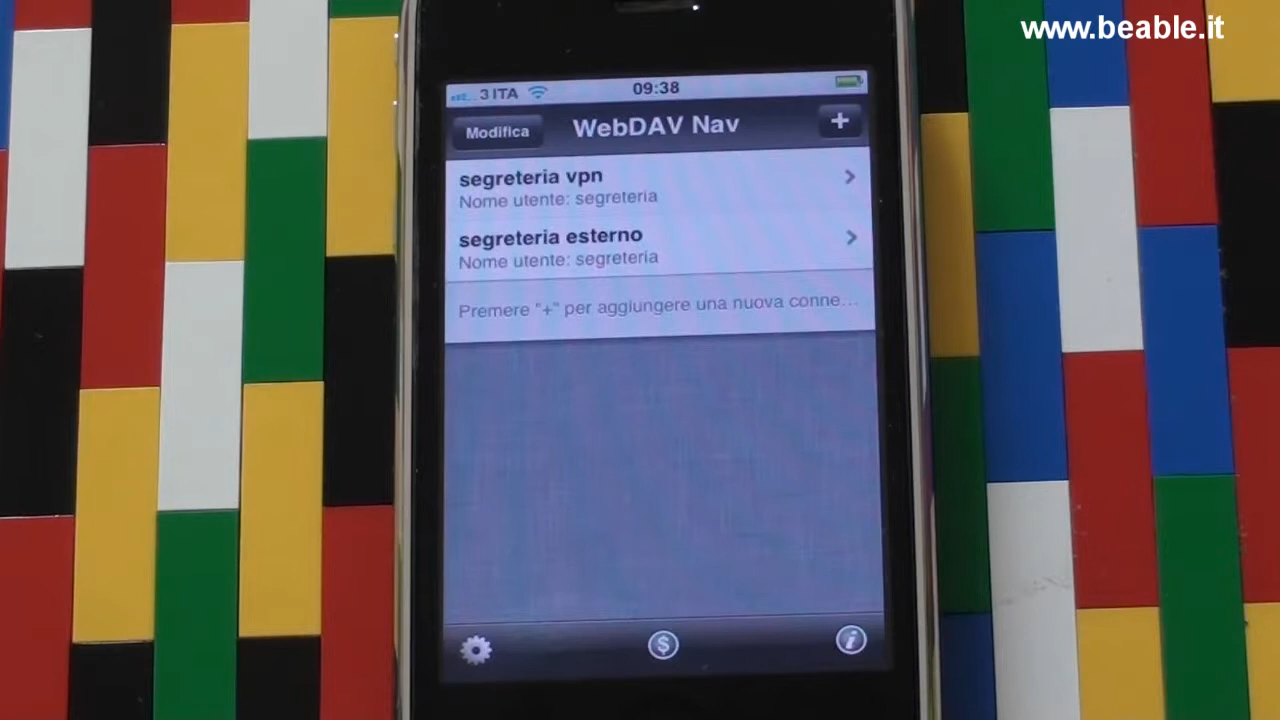 www.beable.it
3 ITA 09:38
Modifica WebDAV Nav +
segreteria vpn
Nome utente: segreteria
segreteria esterno
Nome utente: segreteria
Premere "+" per aggiungere una nuova conne...
$
i